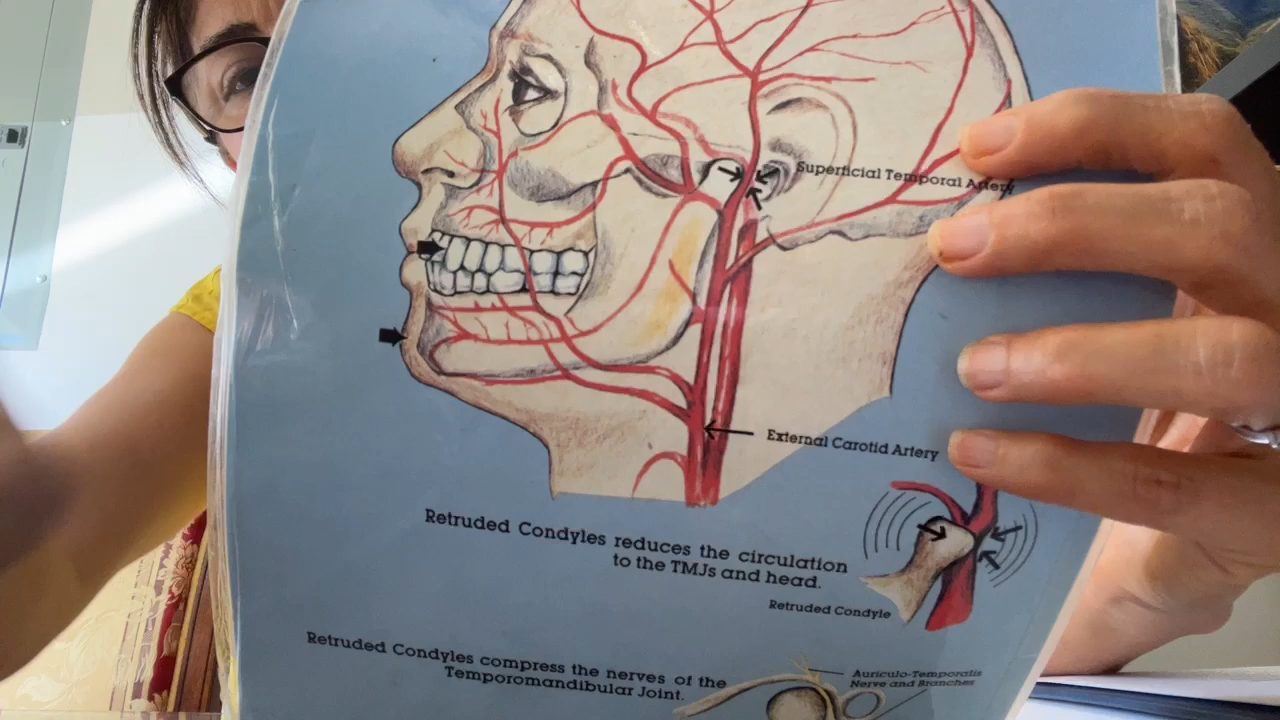 Superficial Temporal Artery
External Carotid Artery
Retruded Condyles reduces the circulation
to the TMJs and head.
Retruded Condyle
Retruded Condyles compress the nerves of the
Temporomandibular Joint.
Auriculo-Temporalis
Nerve and Branches